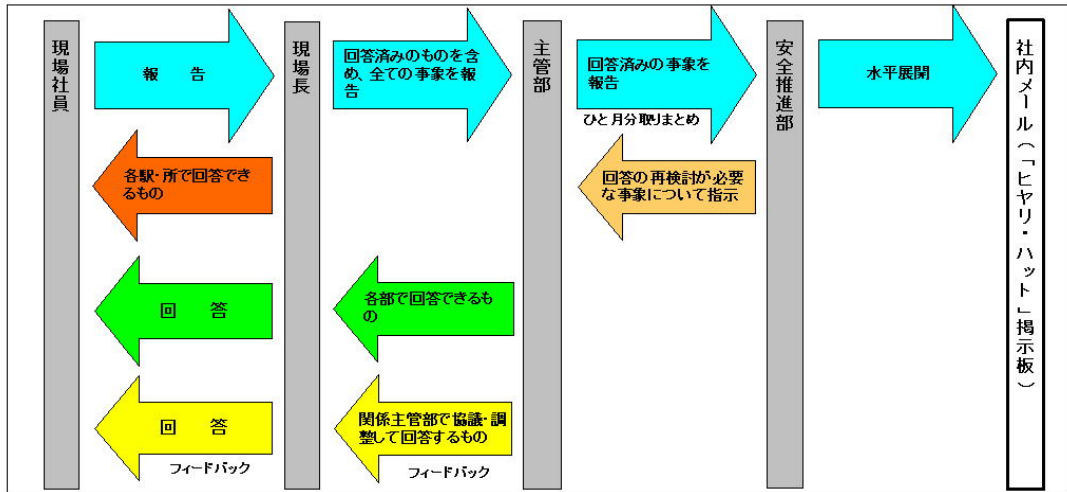 現場社員
報　告
現場長
回答済みのものを含
め、全ての事象を報
告
主管部
回答済みの事象を
報告
ひと月分取りまとめ
安全推進部
水平展開
社内メール（「ヒヤリ・ハット」掲示板）
各駅・所で回答でき
るもの
回答の再検討が必要
な事象について指示
回　答
各部で回答できるも
の
回　答
関係主管部で協議・調
整して回答するもの
フィードバック
フィードバック